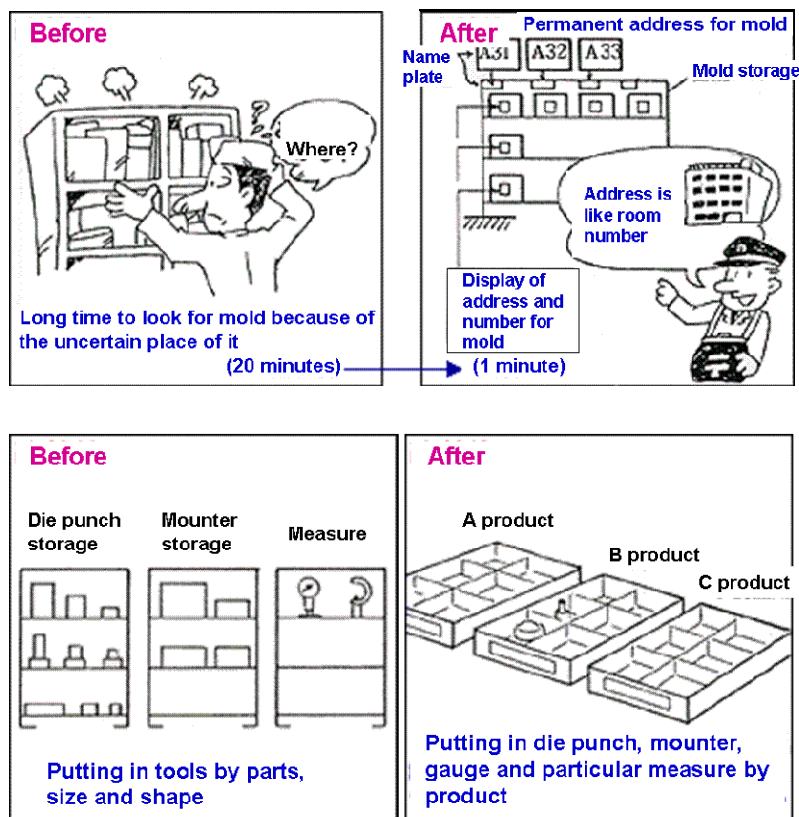 Before
Where?
Long time to look for mold because of
the uncertain place of it
(20 minutes)
After
Permanent address for mold
Name
plate
A31
A32
A33
Mold storage
Address is
like room
number
Display of
address and
number for
mold
(1 minute)
Before
Die punch
storage
Mounter
storage
Measure
Putting in tools by parts,
size and shape
After
A product
B product
C product
Putting in die punch, mounter,
gauge and particular measure by
product